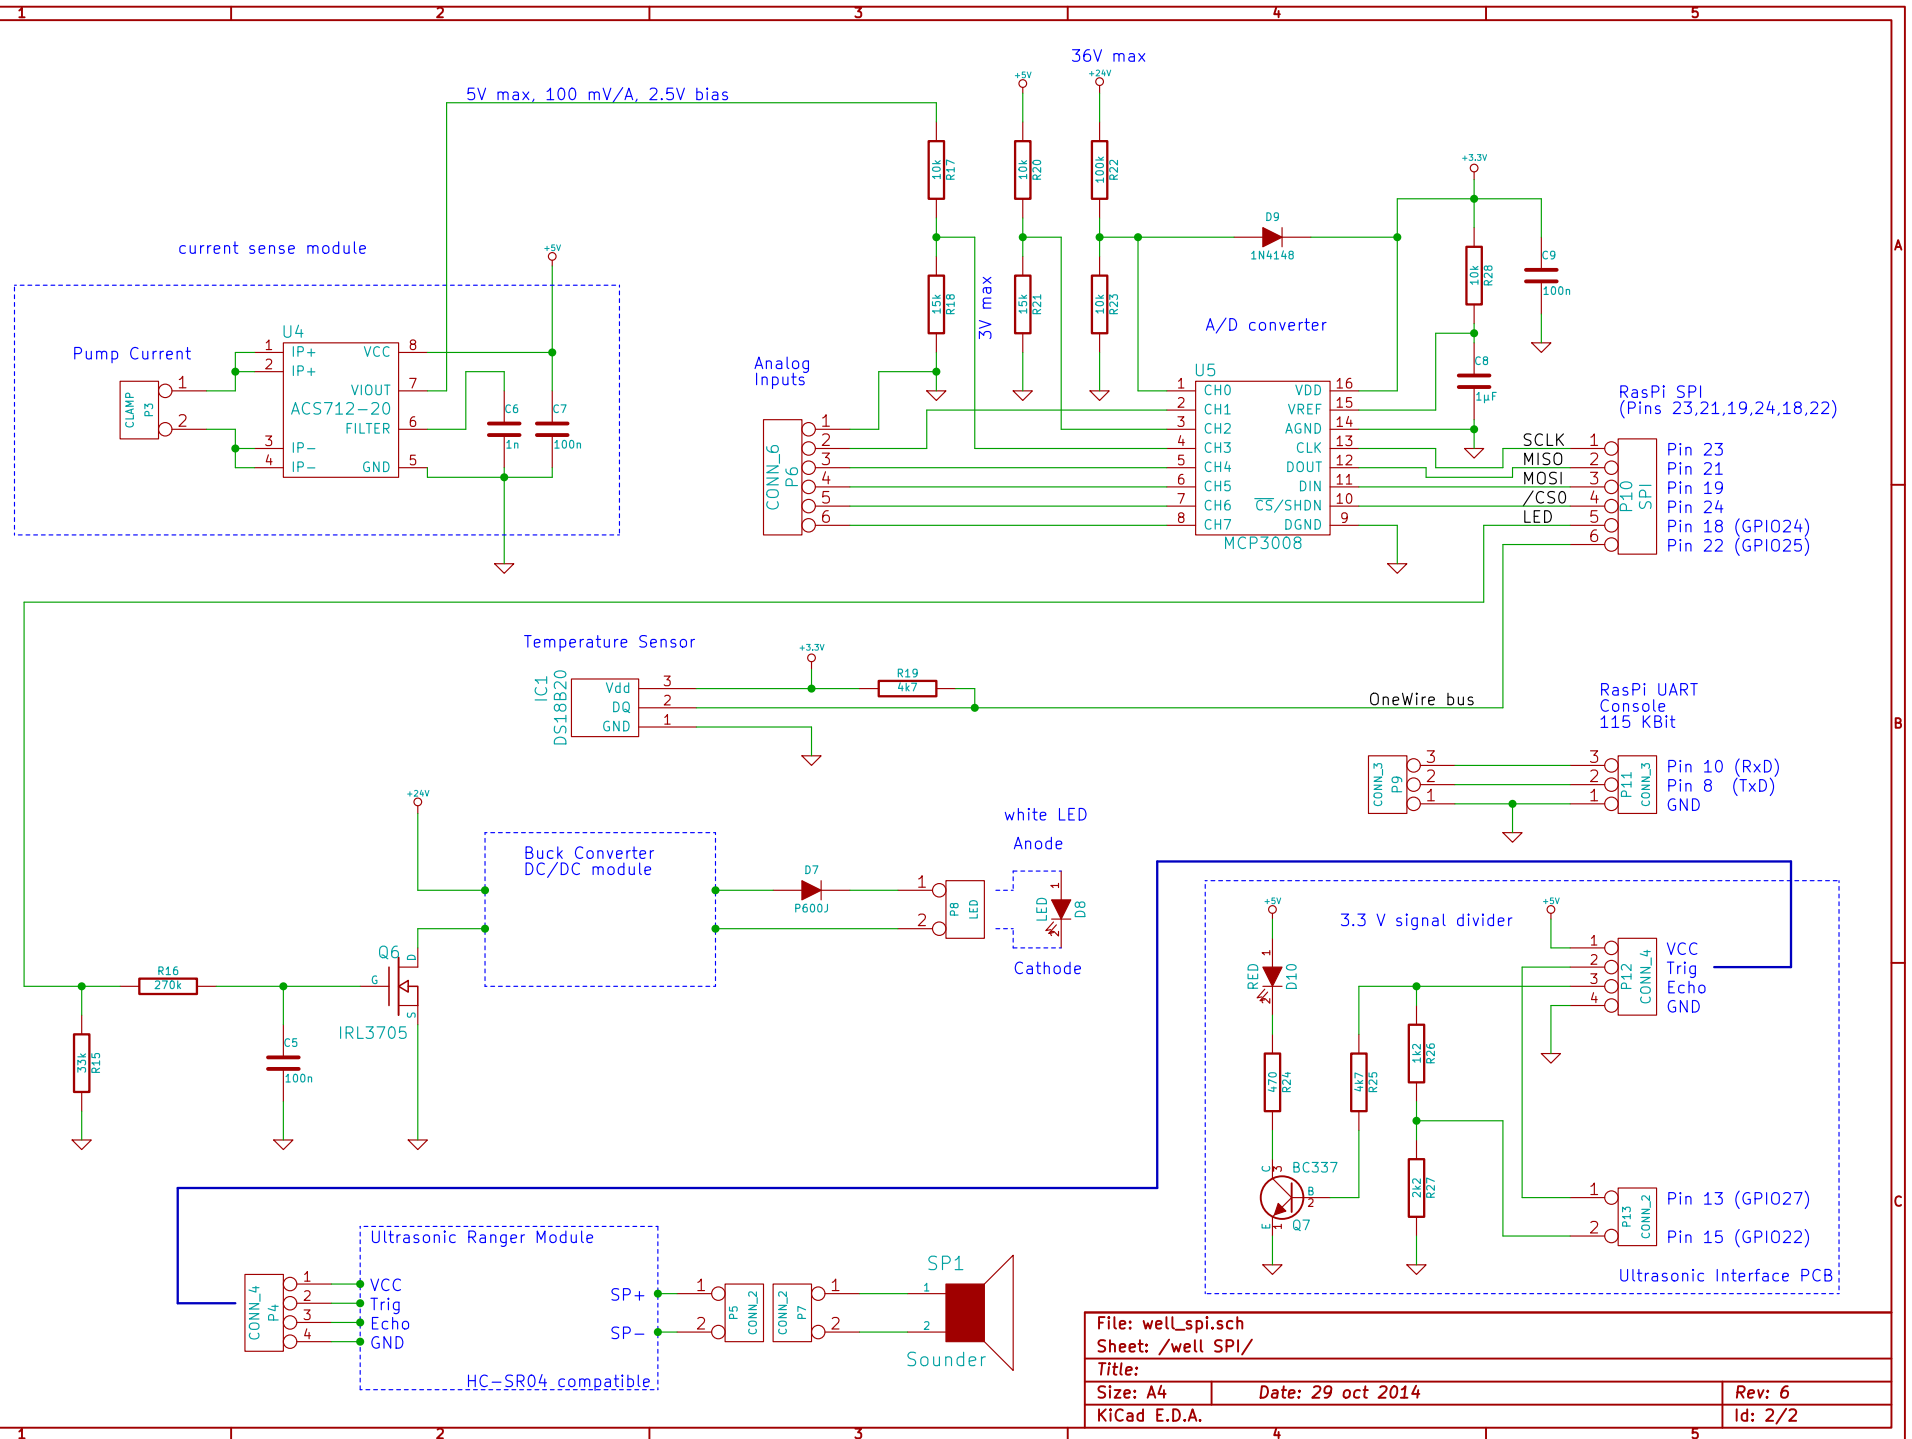 1 2 3 4 5
36V max
5V max, 100 mV/A, 2.5V bias
+5V
+24V
10k
R17
10k
R20
100k
R22
+3.3V
D9
1N4148
current sense module
+5V
15k
R18
3V max
15k
R21
10k
R23
10k
R28
C9
100n
A
A/D converter
Pump Current
U4
1 IP+ VCC 8
2 IP+
VIOUT 7
ACS712-20
FILTER 6
3 IP-
4 IP- GND 5
CLAMP
P3
1
2
C6
1n
C7
100n
Analog
Inputs
CONN_6
P6
1
2
3
4
5
6
C8
1µF
U5
1 CH0 VDD 16
2 CH1 VREF 15
3 CH2 AGND 14
4 CH3 CLK 13
5 CH4 DOUT 12
6 CH5 DIN 11
7 CH6 CS/SHDN 10
8 CH7 DGND 9
MCP3008
RasPi SPI
(Pins 23,21,19,24,18,22)
SCLK 1 Pin 23
MISO 2 Pin 21
MOSI 3 Pin 19
/CS0 4 Pin 24
LED 5 Pin 18 (GPIO24)
6 Pin 22 (GPIO25)
P10
SPI
Temperature Sensor
IC1
DS18B20
Vdd 3
DQ 2
GND 1
+3.3V
R19
4k7
OneWire bus
RasPi UART
Console
115 KBit
B
CONN_3
P9
3
2
1
P11
CONN_3
3 Pin 10 (RxD)
2 Pin 8 (TxD)
1 GND
+24V
Buck Converter
DC/DC module
D7
P600J
1
2
P8
LED
white LED
Anode
1
LED
D8
2
Cathode
Q6
D
G
S
IRL3705
R16
270k
33k
R15
C5
100n
3.3 V signal divider
+5V
+5V
1
RED
D10
2
470
R24
4k7
R25
1k2
R26
2k2
R27
P12
CONN_4
1 VCC
2 Trig
3 Echo
4 GND
BC337
C
3
B
2
E
1
Q7
P13
CONN_2
1 Pin 13 (GPIO27)
2 Pin 15 (GPIO22)
C
Ultrasonic Interface PCB
Ultrasonic Ranger Module
CONN_4
P4
1 VCC
2 Trig
3 Echo
4 GND
SP+ 1
SP- 2
P5
CONN_2
CONN_2
P7
1
2
SP1
1
2
Sounder
HC-SR04 compatible
File: well_spi.sch
Sheet: /well SPI/
Title:
Size: A4 Date: 29 oct 2014 Rev: 6
KiCad E.D.A. Id: 2/2
1 2 3 4 5